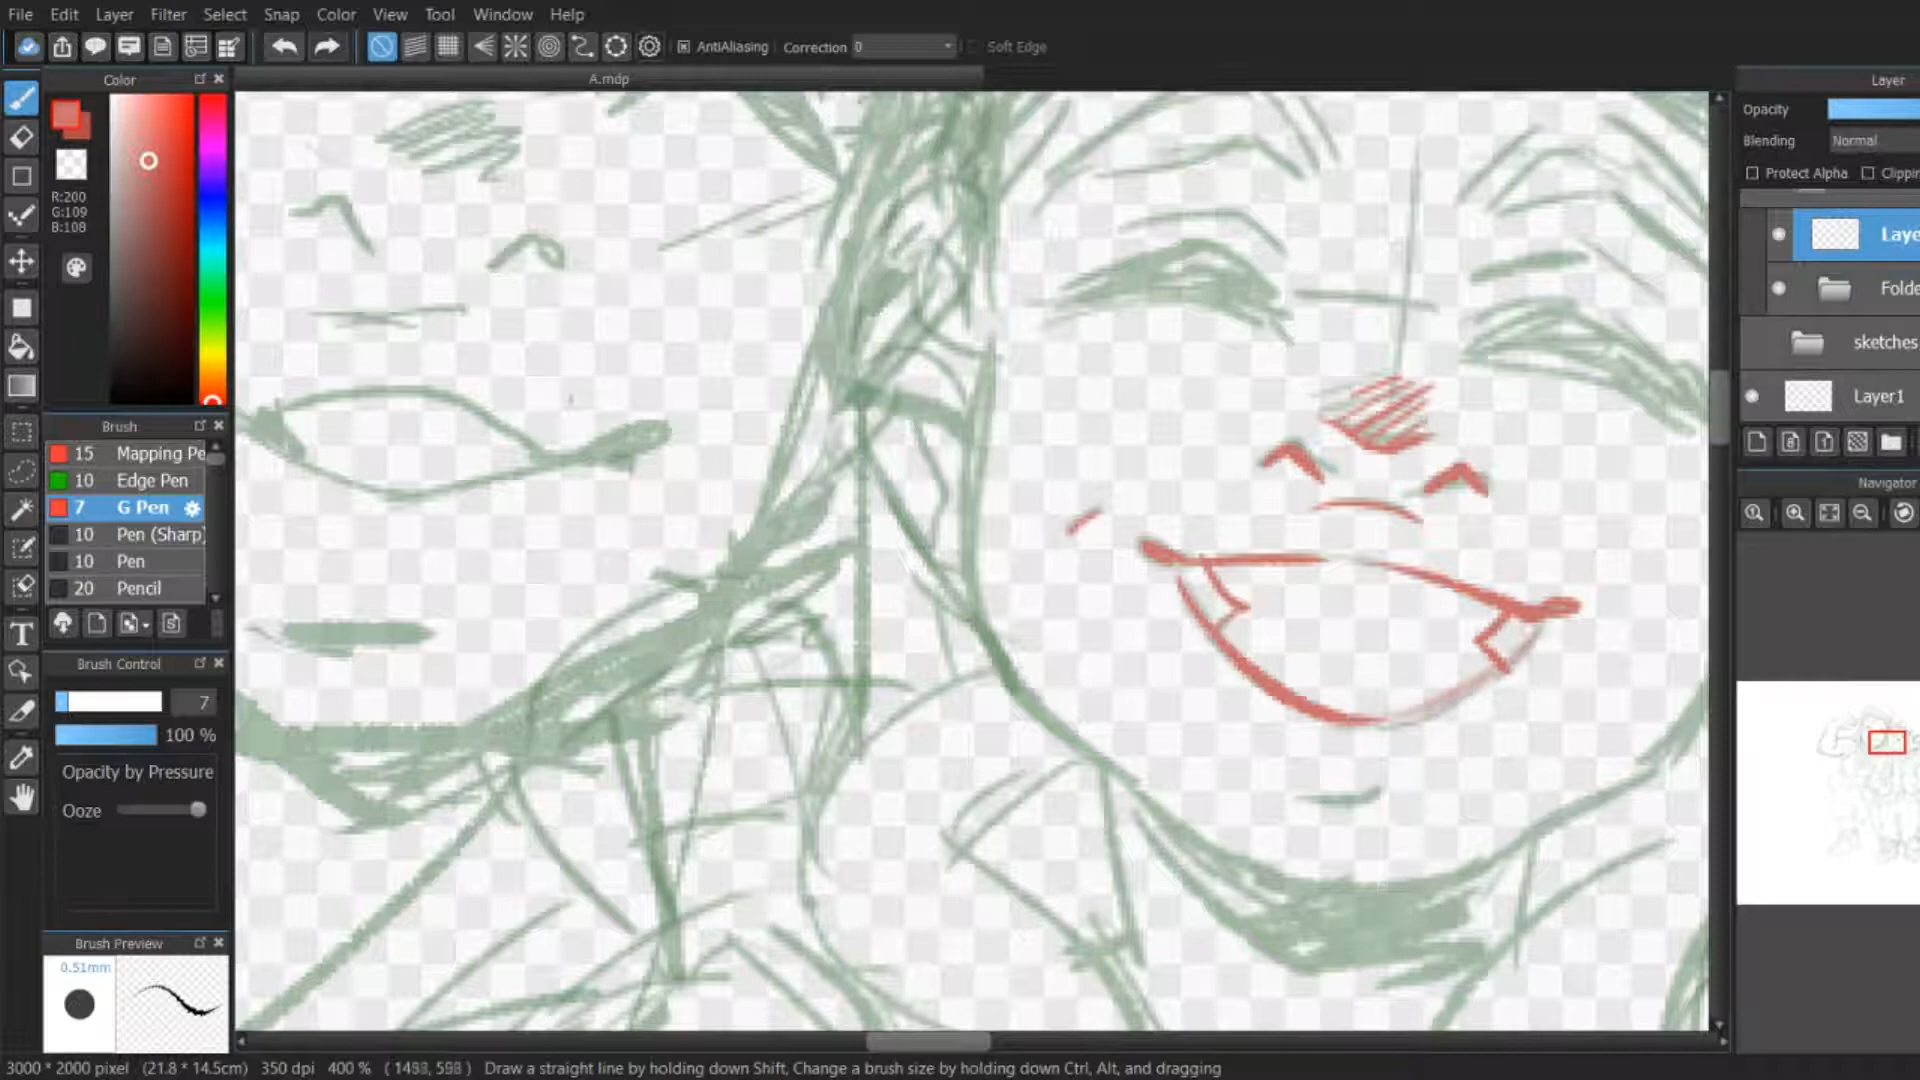 File Edit Layer Filter Select Snap Color View Tool Window Help
AntiAliasing Correction 0 Soft Edge
Color
A.mdp
Layer
R:200
G:109
B:108
Opacity
Blending Normal
Protect Alpha Clippin
Laye
Folde
sketches
Layer1
Brush
15 Mapping Pe
10 Edge Pen
7 G Pen
10 Pen (Sharp)
10 Pen
20 Pencil
Navigator
Brush Control
7
100 %
Opacity by Pressure
Ooze
Brush Preview
0.51mm
3000 * 2000 pixel (21.8 * 14.5cm) 350 dpi 400 % Draw a straight line by holding down Shift, Change a brush size by holding down Ctrl, Alt, and dragging